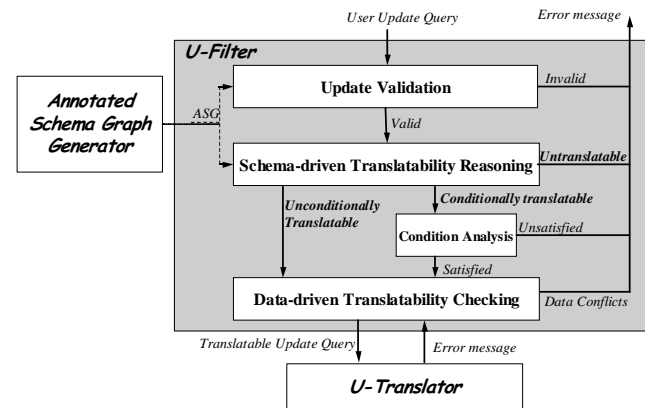 User Update Query
Error message
U-Filter
Update Validation
Invalid
Annotated
Schema Graph
Generator
ASG
Valid
Schema-driven Translatability Reasoning
Untranslatable
Unconditionally
Translatable
Conditionally translatable
Condition Analysis
Unsatisfied
Satisfied
Data-driven Translatability Checking
Data Conflicts
Translatable Update Query
Error message
U-Translator